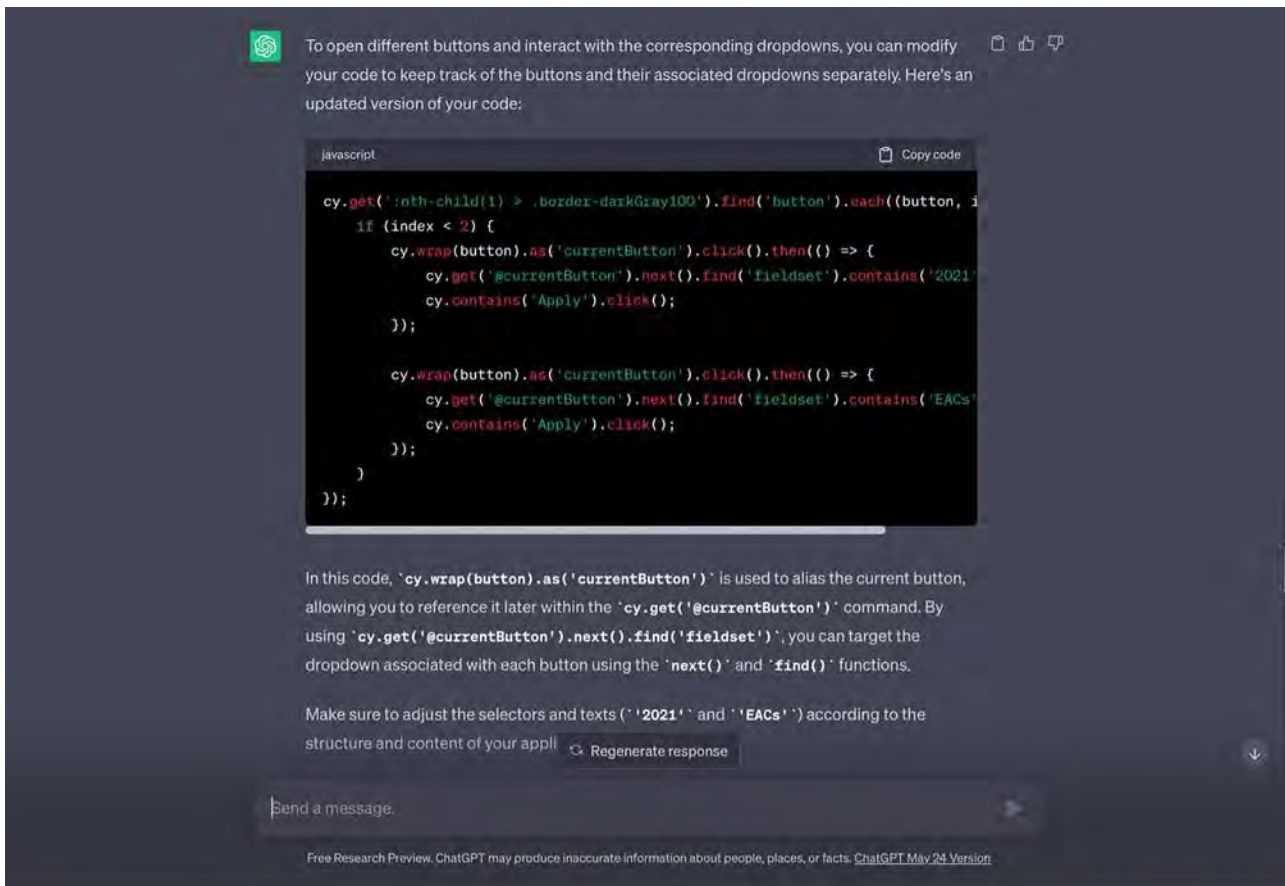 To open different buttons and interact with the corresponding dropdowns, you can modify
your code to keep track of the buttons and their associated dropdowns separately. Here's an
updated version of your code:
javascript
Copy code
cy.get(':nth-child(1) > .border-darkGray100').find('button').each((button, i
if (index < 2) {
cy.wrap(button).as('currentButton').click().then(() => {
cy.get('@currentButton').next().find('fieldset').contains('2021'
cy.contains('Apply').click();
});
cy.wrap(button).as('currentButton').click().then(() => {
cy.get('@currentButton').next().find('fieldset').contains('EACs'
cy.contains('Apply').click();
});
}
});
In this code, `cy.wrap(button).as('currentButton')` is used to alias the current button,
allowing you to reference it later within the `cy.get('@currentButton')` command. By
using `cy.get('@currentButton').next().find('fieldset')`, you can target the
dropdown associated with each button using the `next()` and `find()` functions.
Make sure to adjust the selectors and texts (`'2021'` and `'EACs'`) according to the
structure and content of your appli
Regenerate response
Send a message.
Free Research Preview. ChatGPT may produce inaccurate information about people, places, or facts. ChatGPT May 24 Version